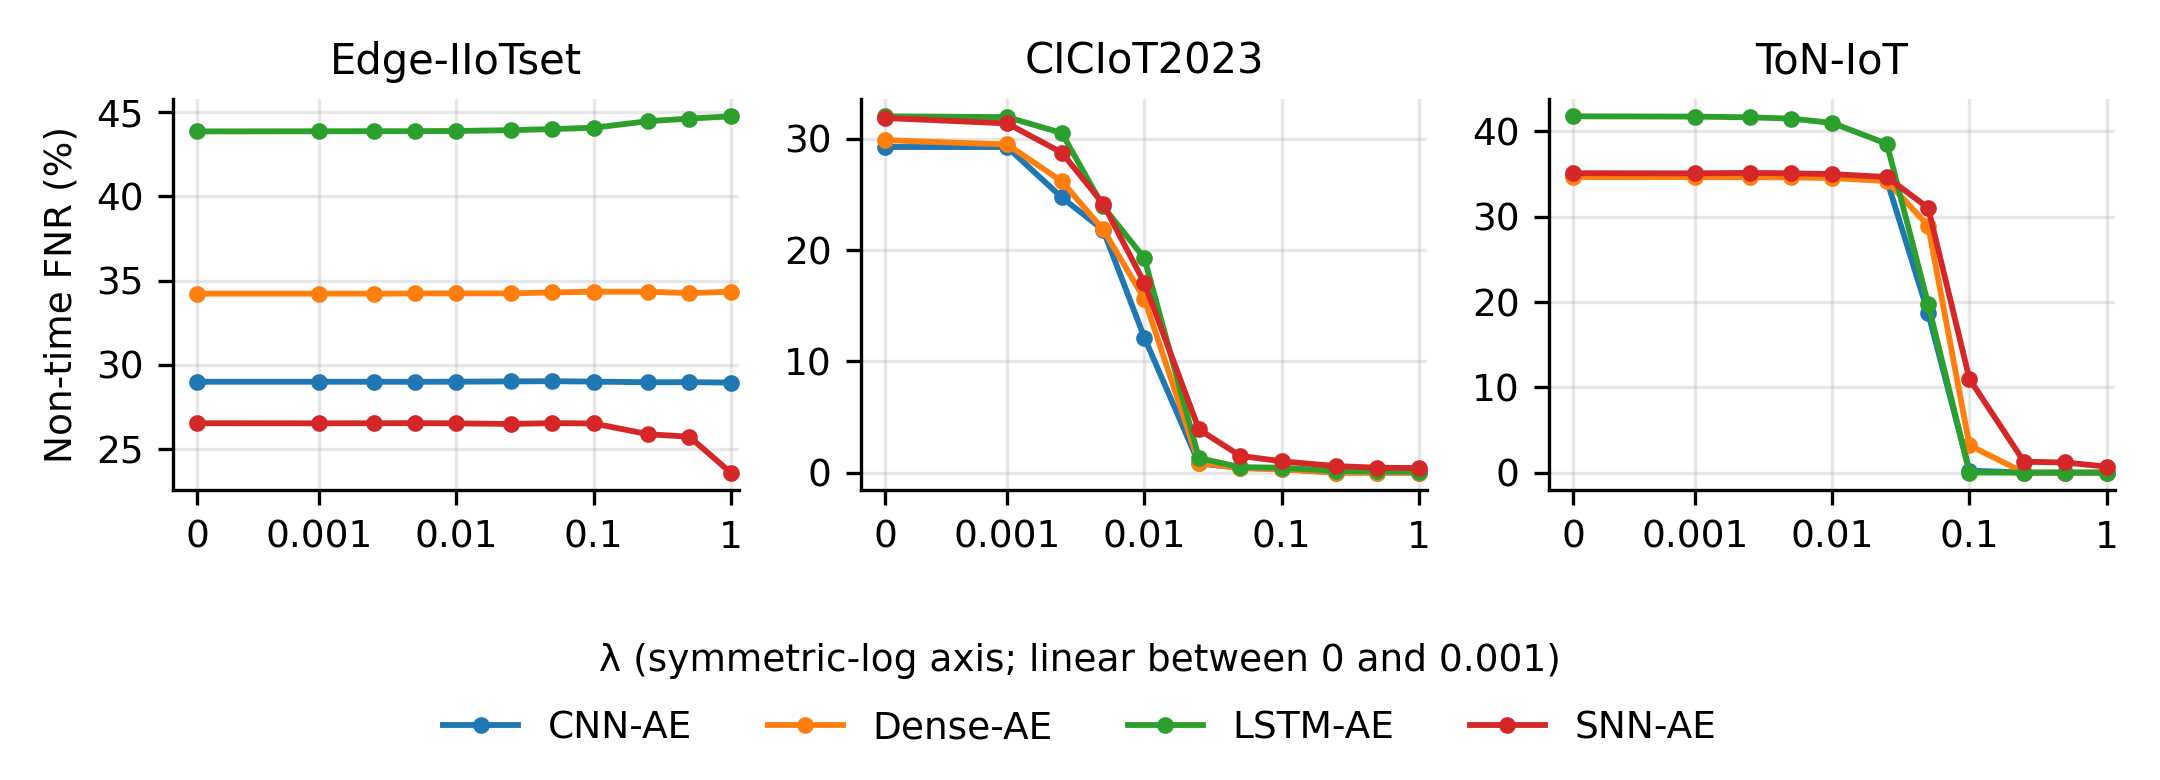 Edge-IIoTset
CICIoT2023
ToN-IoT
Non-time FNR (%)
45
40
35
30
25
0 0.001 0.01 0.1 1
30
20
10
0
0 0.001 0.01 0.1 1
40
30
20
10
0
0 0.001 0.01 0.1 1
λ (symmetric-log axis; linear between 0 and 0.001)
CNN-AE Dense-AE LSTM-AE SNN-AE